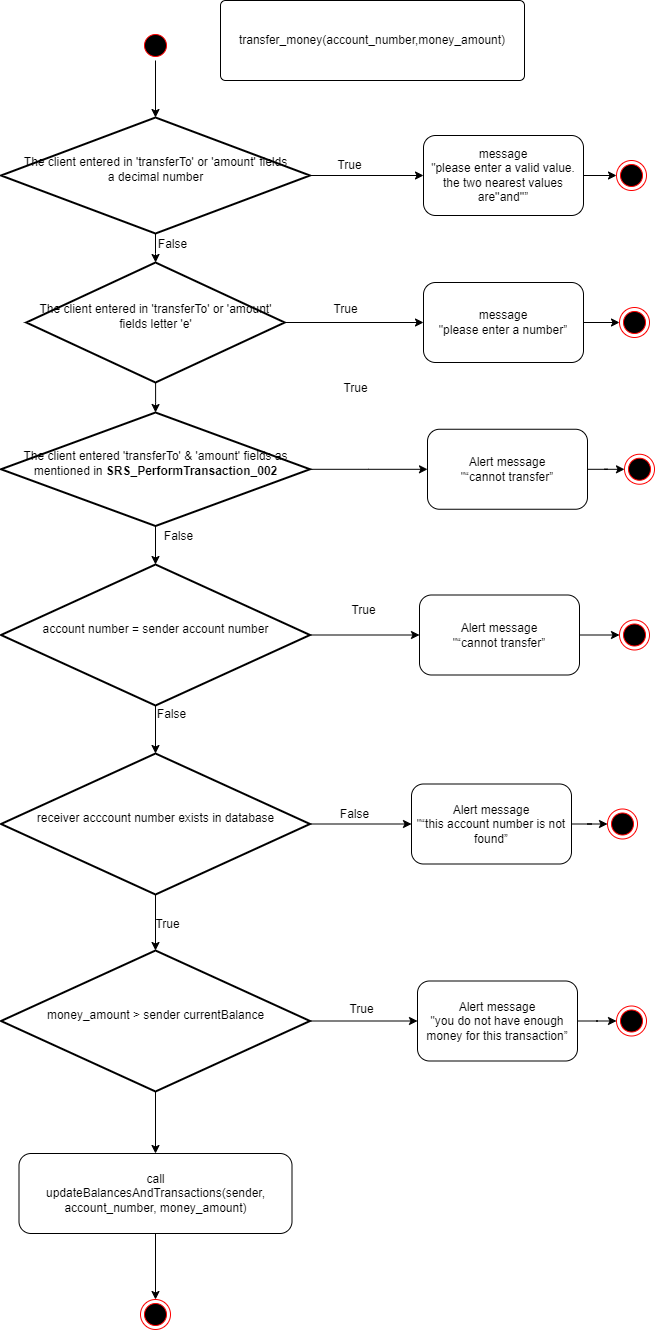 transfer_money(account_number,money_amount)
The client entered in 'transferTo' or 'amount' fields
a decimal number
True
message
"please enter a valid value.
the two nearest values
are"and"”
False
The client entered in 'transferTo' or 'amount'
fields letter 'e'
True
message
"please enter a number”
True
The client entered 'transferTo' & 'amount' fields as
mentioned in SRS_PerformTransaction_002
Alert message
"“cannot transfer”
False
account number = sender account number
True
Alert message
"“cannot transfer”
False
receiver acccount number exists in database
False
Alert message
"“this account number is not
found”
True
money_amount > sender currentBalance
True
Alert message
"you do not have enough
money for this transaction”
call
updateBalancesAndTransactions(sender,
account_number, money_amount)